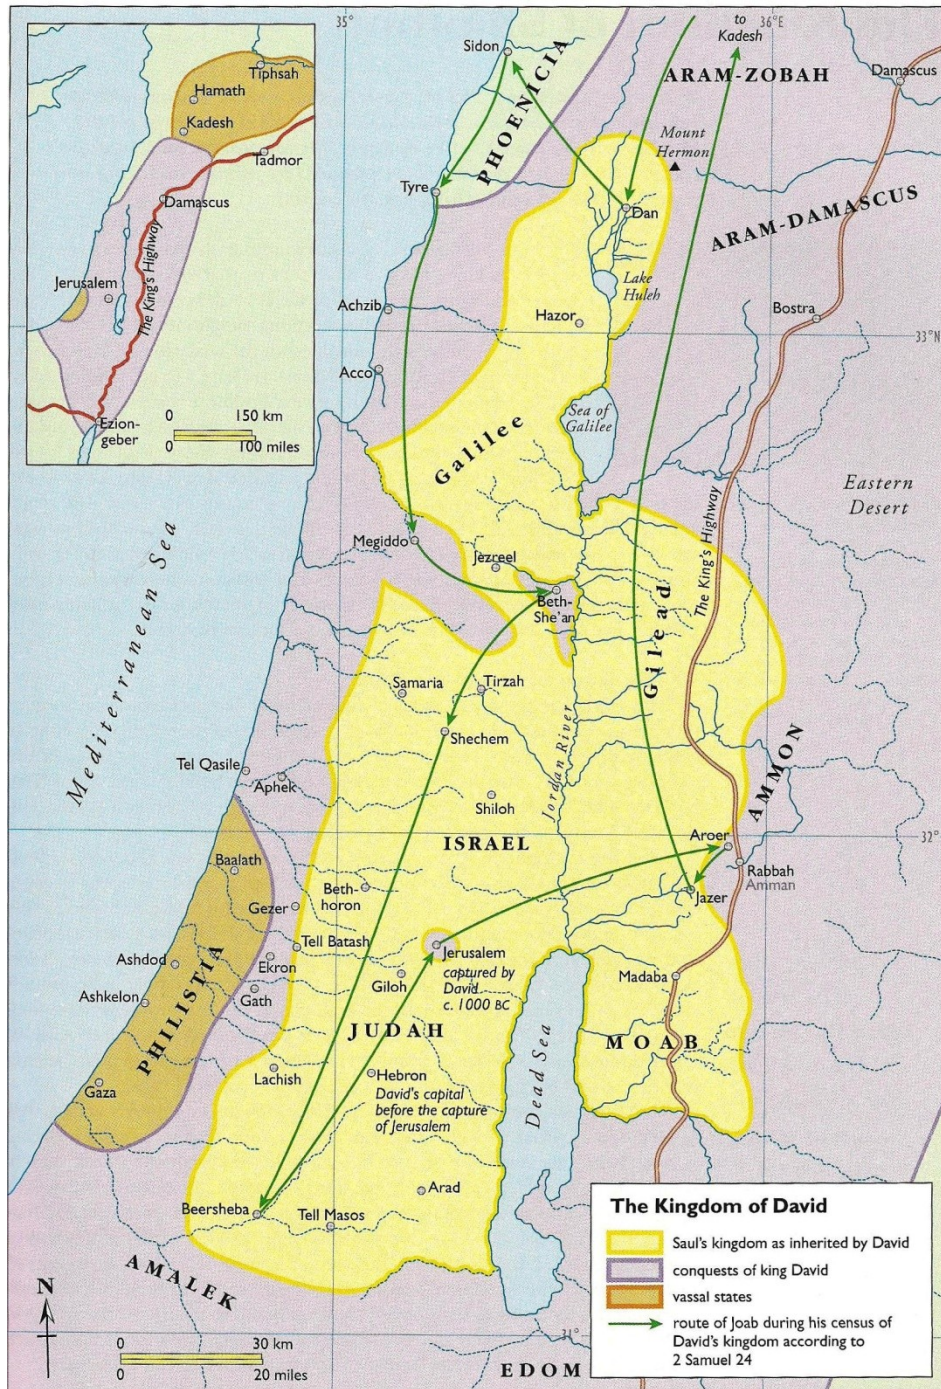 35°
to
36°E
Kadesh
Sidon
PHOENICIA
ARAM-ZOBAH
Damascus
Tiphsah
Hamath
Kadesh
Tadmor
Damascus
The King's Highway
Jerusalem
Ezion-
geber
0 150 km
0 100 miles
Mount
Hermon
Tyre
Dan
ARAM-DAMASCUS
Lake
Huleh
Achzib
Hazor
Bostra
33°N
Acco
Sea of
Galilee
Galilee
Eastern
Desert
Mediterranean Sea
Megiddo
Jezreel
Beth-
She'an
The King's Highway
Gilead
Samaria
Tirzah
Shechem
Jordan River
Tel Qasile
Aphek
Shiloh
AMMON
ISRAEL
Aroer
32°
Baalath
Rabbah
Amman
Beth-
horon
Jazer
Gezer
Tell Batash
Jerusalem
captured by
David
c. 1000 BC
Ekron
Ashdod
Giloh
Madaba
Gath
Ashkelon
PHILISTIA
JUDAH
MOAB
Dead Sea
Lachish
Hebron
David's capital
before the capture
of Jerusalem
Gaza
Arad
Beersheba
Tell Masos
AMALEK
N
0 30 km
0 20 miles
31°
EDOM
The Kingdom of David
Saul's kingdom as inherited by David
conquests of king David
vassal states
route of Joab during his census of
David's kingdom according to
2 Samuel 24